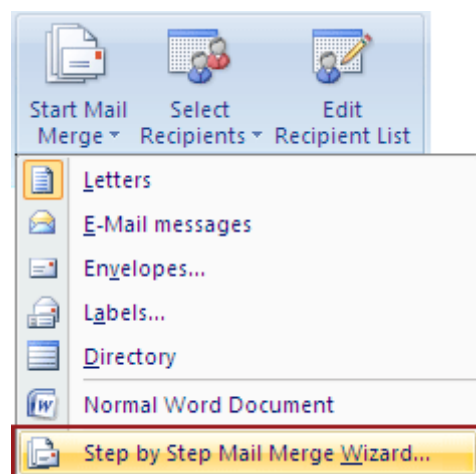 Start Mail Select Edit
Merge Recipients Recipient List
Letters
E-Mail messages
Envelopes...
Labels...
Directory
Normal Word Document
Step by Step Mail Merge Wizard...